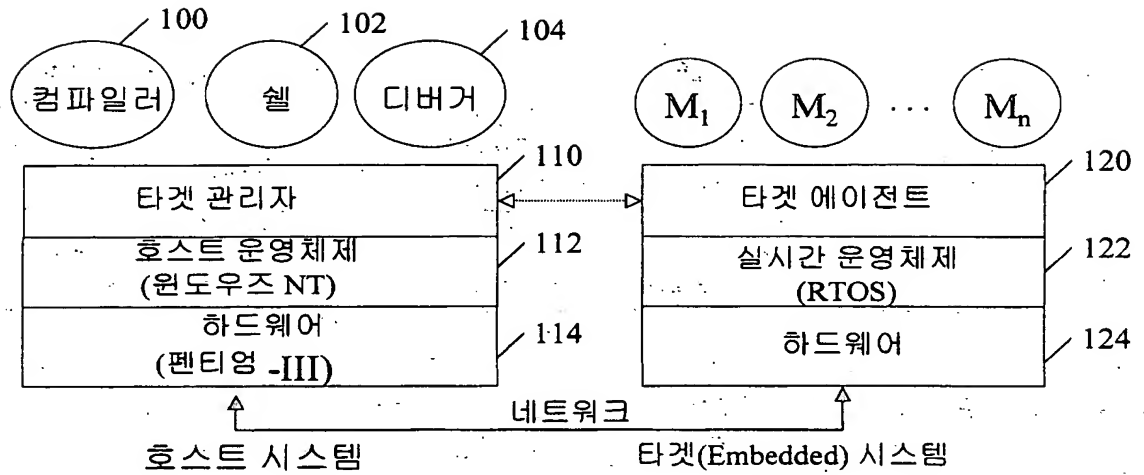 100
102
104
컴파일러
쉘
디버거
M1
M2
...
Mn
110
타겟 관리자
120
타겟 에이전트
호스트 운영체제
(윈도우즈 NT)
112
실시간 운영체제
(RTOS)
122
하드웨어
(펜티엄 -III)
114
하드웨어
124
네트워크
호스트 시스템
타겟(Embedded) 시스템